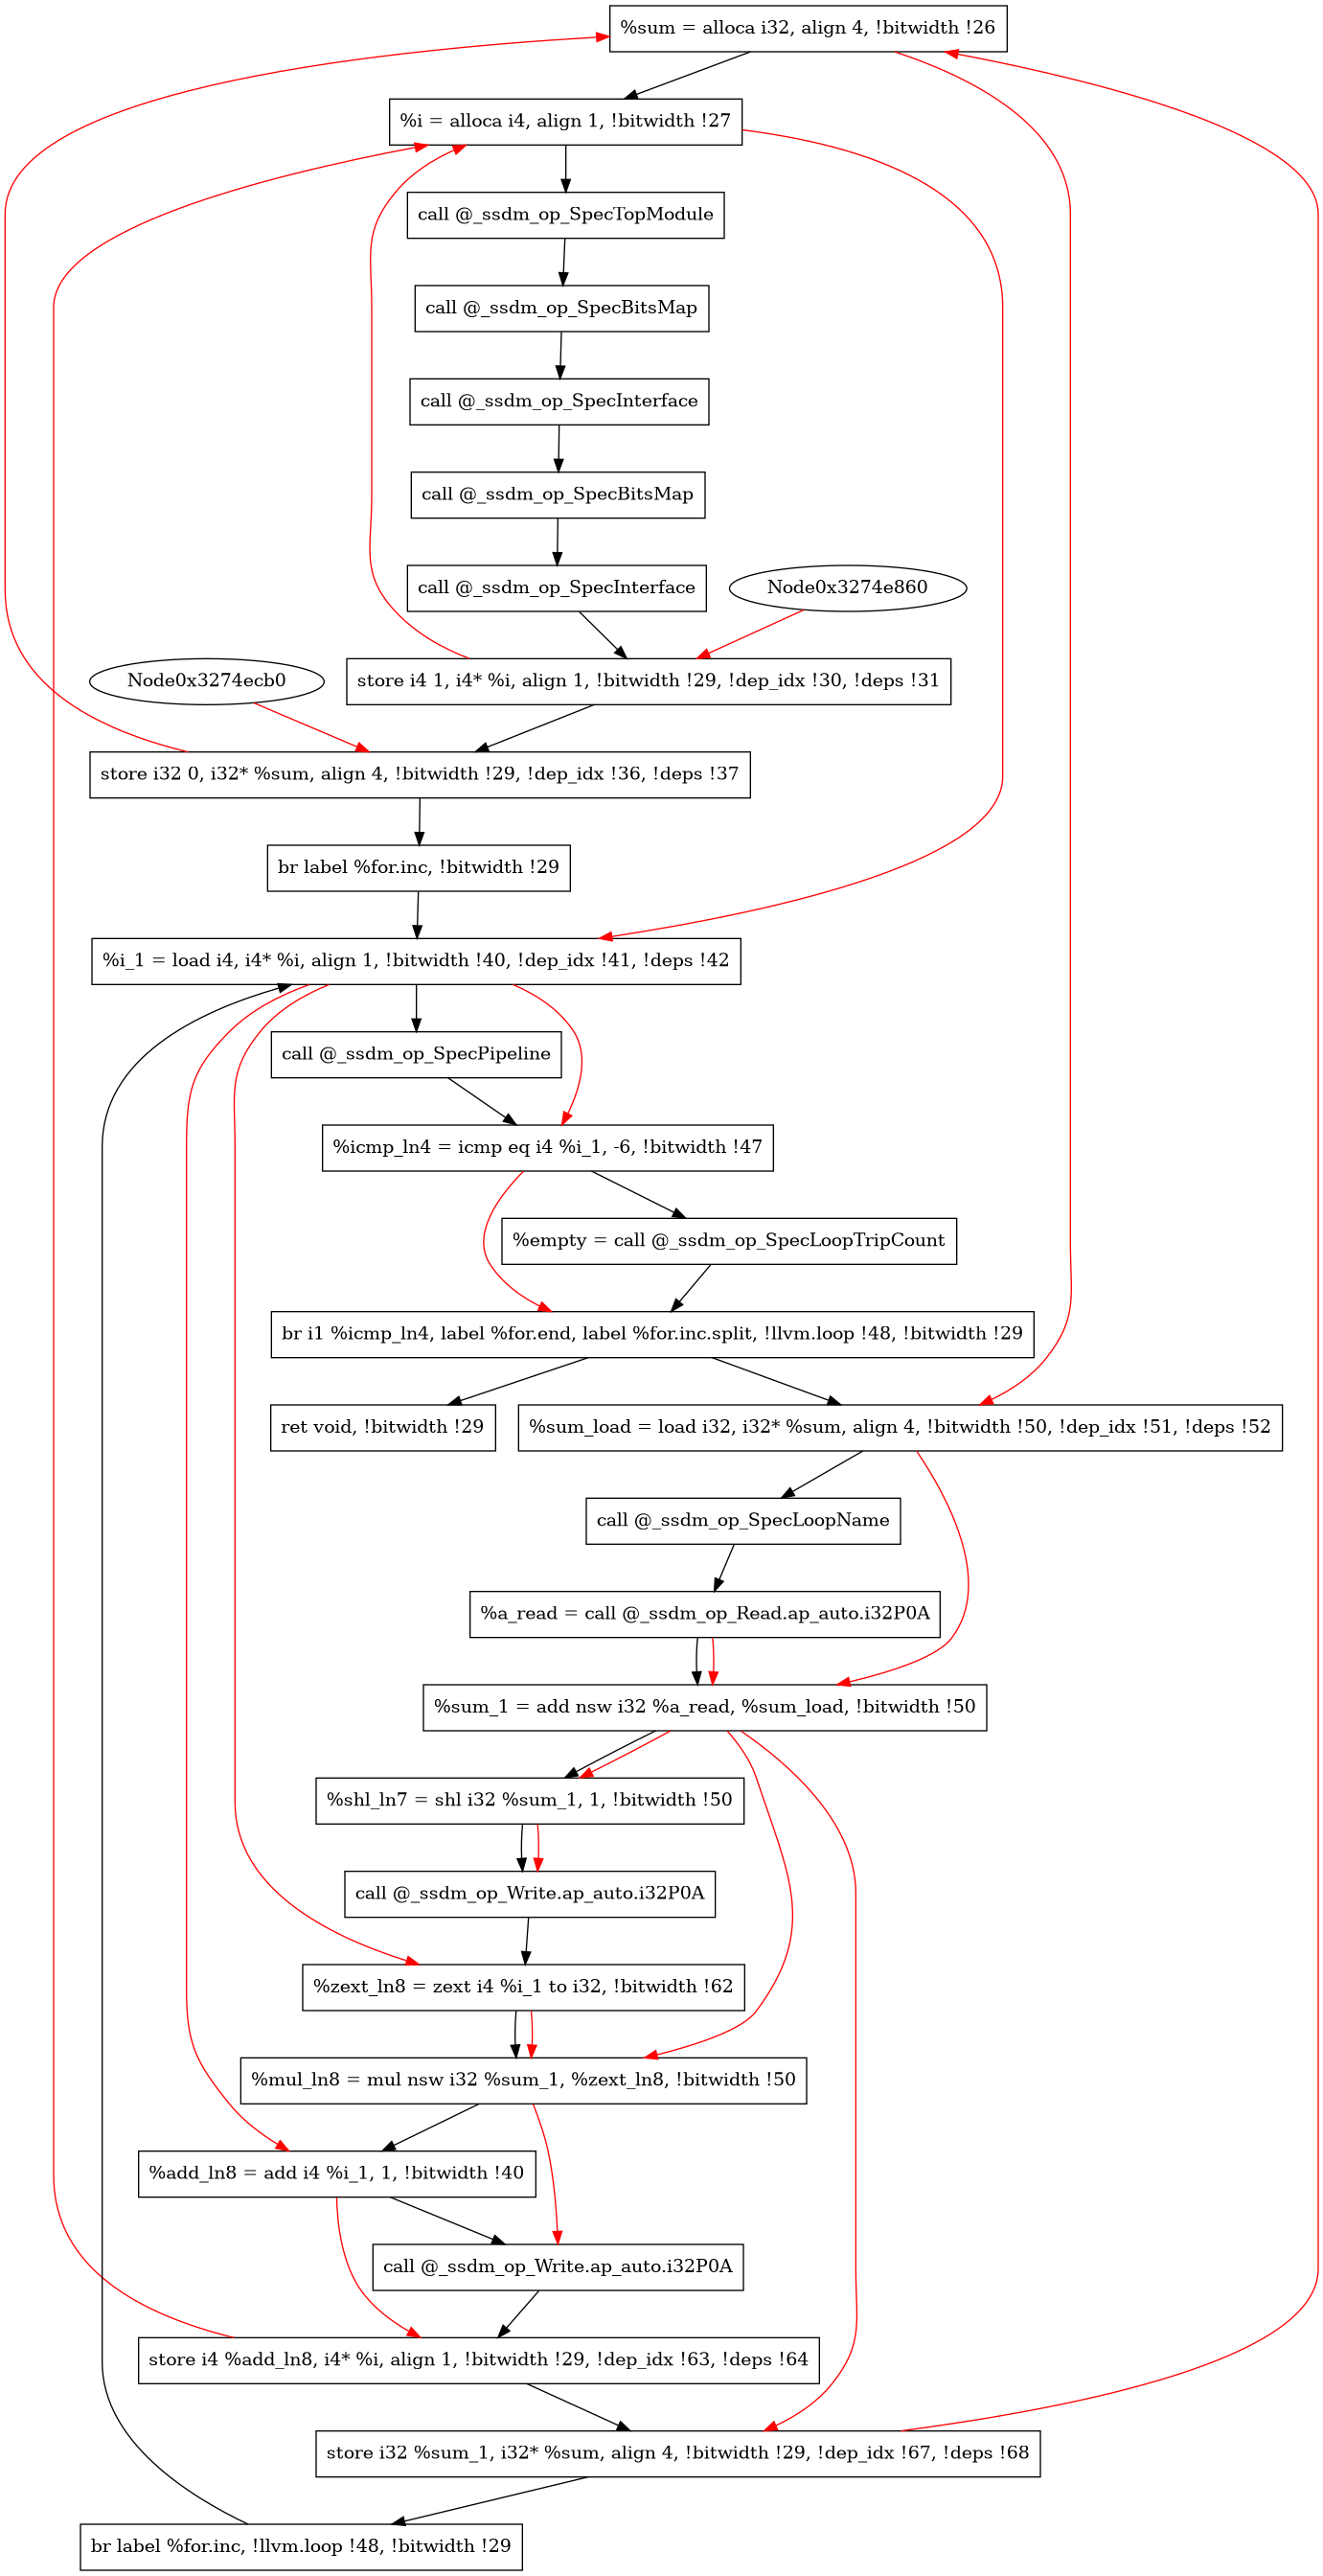 %sum = alloca i32, align 4, !bitwidth !26
%i = alloca i4, align 1, !bitwidth !27
call @_ssdm_op_SpecTopModule
call @_ssdm_op_SpecBitsMap
call @_ssdm_op_SpecInterface
call @_ssdm_op_SpecBitsMap
call @_ssdm_op_SpecInterface
Node0x3274e860
store i4 1, i4* %i, align 1, !bitwidth !29, !dep_idx !30, !deps !31
Node0x3274ecb0
store i32 0, i32* %sum, align 4, !bitwidth !29, !dep_idx !36, !deps !37
br label %for.inc, !bitwidth !29
%i_1 = load i4, i4* %i, align 1, !bitwidth !40, !dep_idx !41, !deps !42
call @_ssdm_op_SpecPipeline
%icmp_ln4 = icmp eq i4 %i_1, -6, !bitwidth !47
%empty = call @_ssdm_op_SpecLoopTripCount
br i1 %icmp_ln4, label %for.end, label %for.inc.split, !llvm.loop !48, !bitwidth !29
ret void, !bitwidth !29
%sum_load = load i32, i32* %sum, align 4, !bitwidth !50, !dep_idx !51, !deps !52
call @_ssdm_op_SpecLoopName
%a_read = call @_ssdm_op_Read.ap_auto.i32P0A
%sum_1 = add nsw i32 %a_read, %sum_load, !bitwidth !50
%shl_ln7 = shl i32 %sum_1, 1, !bitwidth !50
call @_ssdm_op_Write.ap_auto.i32P0A
%zext_ln8 = zext i4 %i_1 to i32, !bitwidth !62
%mul_ln8 = mul nsw i32 %sum_1, %zext_ln8, !bitwidth !50
%add_ln8 = add i4 %i_1, 1, !bitwidth !40
call @_ssdm_op_Write.ap_auto.i32P0A
store i4 %add_ln8, i4* %i, align 1, !bitwidth !29, !dep_idx !63, !deps !64
store i32 %sum_1, i32* %sum, align 4, !bitwidth !29, !dep_idx !67, !deps !68
br label %for.inc, !llvm.loop !48, !bitwidth !29